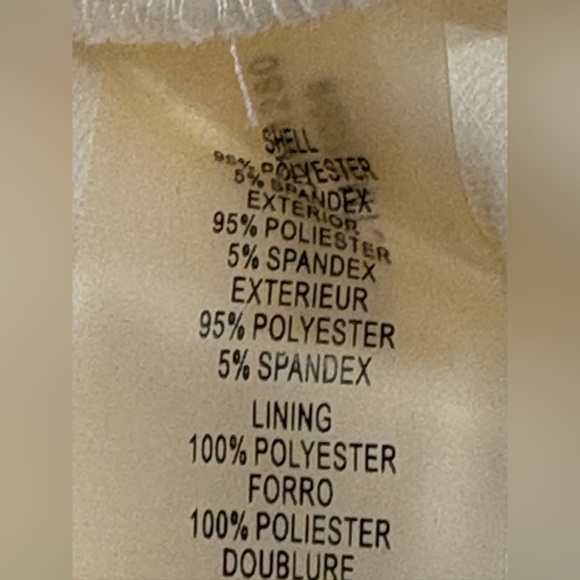 SHELL
95% POLYESTER
5% SPANDEX
EXTERIOR
95% POLIESTER
5% SPANDEX
EXTERIEUR
95% POLYESTER
5% SPANDEX
LINING
100% POLYESTER
FORRO
100% POLIESTER
DOUBLURE